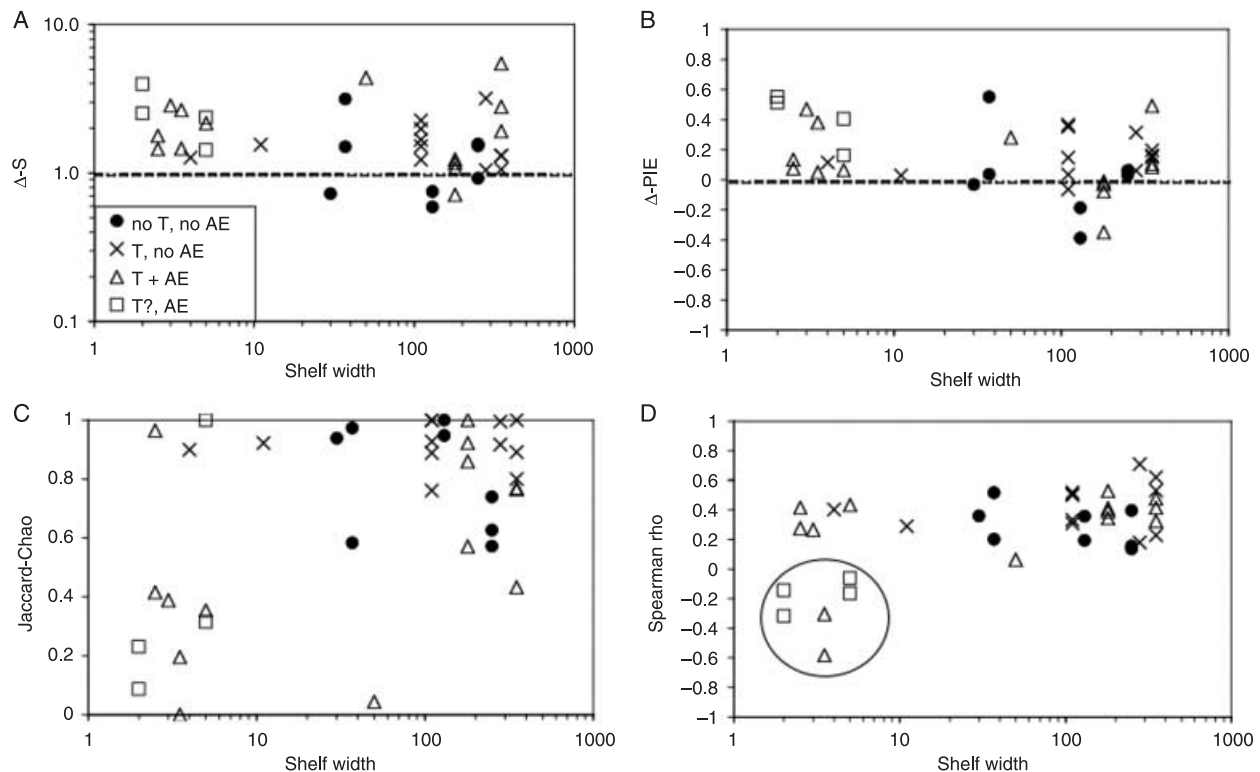 A
10.0
1.0
0.1
Δ-S
no T, no AE
T, no AE
T + AE
T?, AE
1
10
100
1000
Shelf width
B
1
0.8
0.6
0.4
0.2
0
−0.2
−0.4
−0.6
−0.8
−1
Δ-PIE
1
10
100
1000
Shelf width
C
1
0.8
0.6
0.4
0.2
0
Jaccard-Chao
1
10
100
1000
Shelf width
D
1
0.8
0.6
0.4
0.2
0
−0.2
−0.4
−0.6
−0.8
−1
Spearman rho
1
10
100
1000
Shelf width